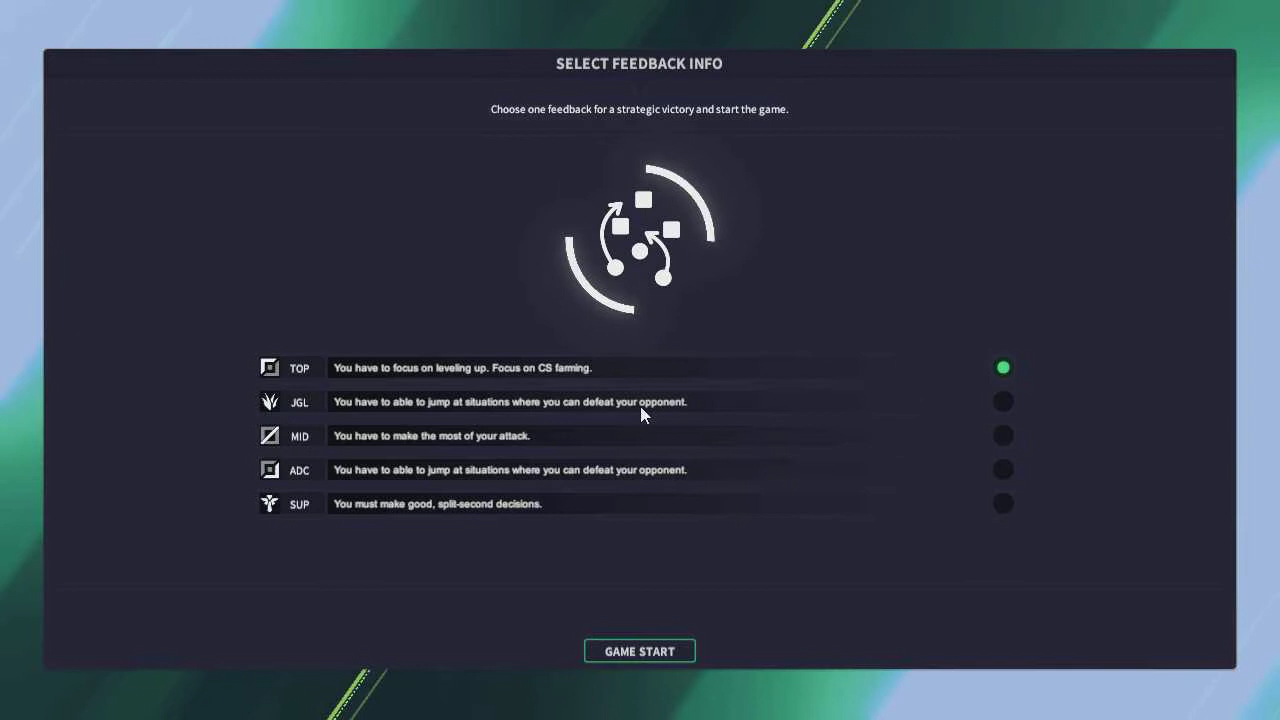 SELECT FEEDBACK INFO
Choose one feedback for a strategic victory and start the game.
TOP You have to focus on leveling up. Focus on CS farming.
JGL You have to able to jump at situations where you can defeat your opponent.
MID You have to make the most of your attack.
ADC You have to able to jump at situations where you can defeat your opponent.
SUP You must make good, split-second decisions.
GAME START